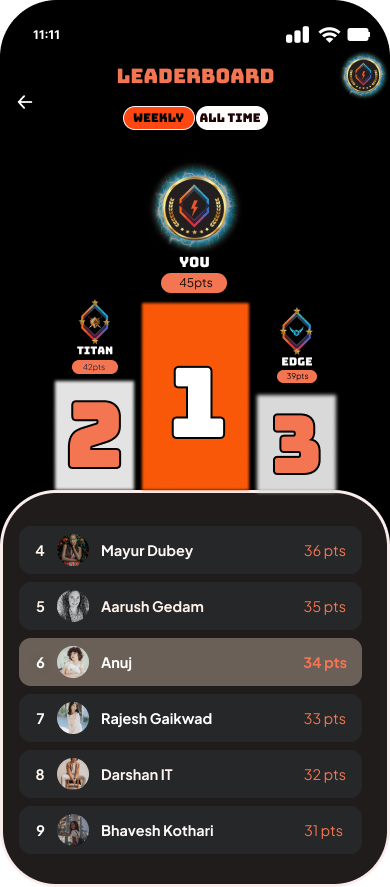 11:11
LEADERBOARD
WEEKLY ALL TIME
YOU
45pts
TITAN
42pts
EDGE
39pts
1
2
3
4 Mayur Dubey 36 pts
5 Aarush Gedam 35 pts
6 Anuj 34 pts
7 Rajesh Gaikwad 33 pts
8 Darshan IT 32 pts
9 Bhavesh Kothari 31 pts